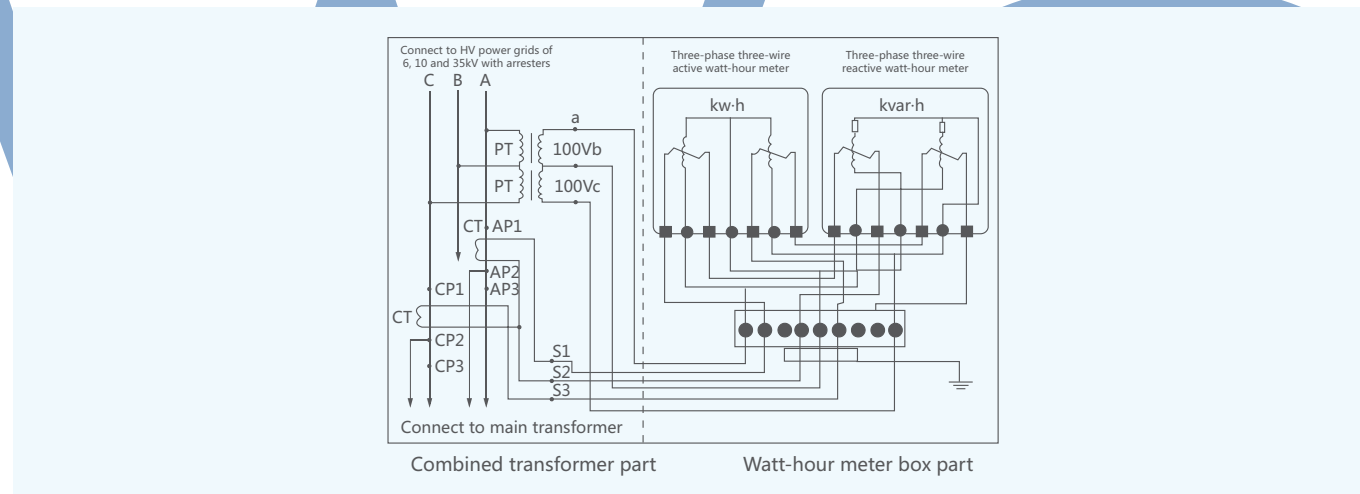 Connect to HV power grids of
6, 10 and 35kV with arresters
C B A
Three-phase three-wire
active watt-hour meter
Three-phase three-wire
reactive watt-hour meter
kw·h
kvar·h
a
PT 100Vb
PT 100Vc
CT AP1
AP2
CP1 AP3
CT
CP2
CP3
S1
S2
S3
Connect to main transformer
Combined transformer part
Watt-hour meter box part